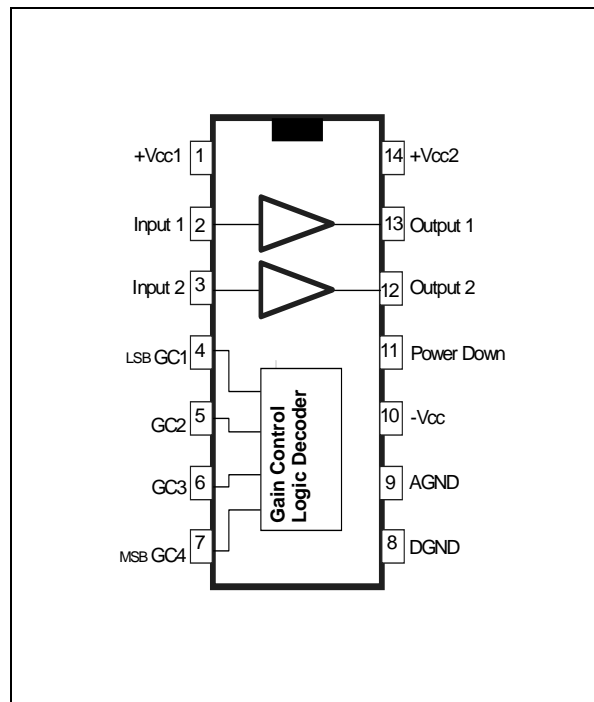 +Vcc1 1 14 +Vcc2
Input 1 2 13 Output 1
Input 2 3 12 Output 2
LSB GC1 4 11 Power Down
GC2 5 10 -Vcc
GC3 6 9 AGND
MSB GC4 7 8 DGND
Gain Control
Logic Decoder